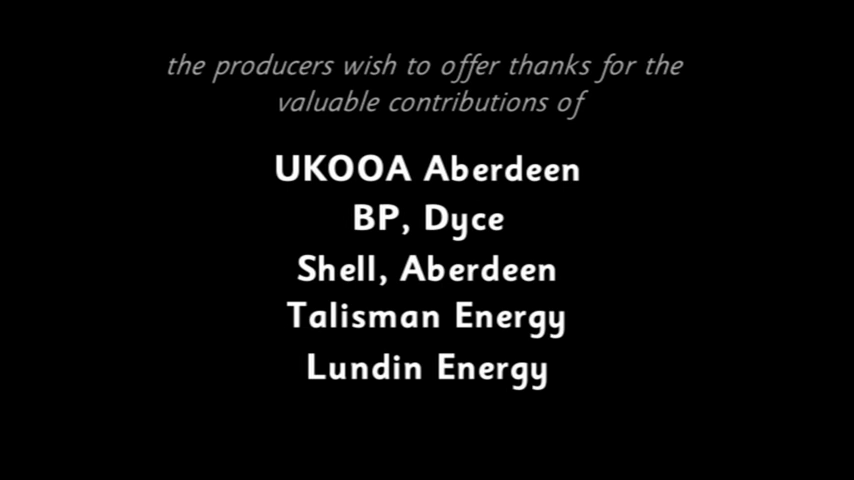 the producers wish to offer thanks for the
valuable contributions of
UKOOA Aberdeen
BP, Dyce
Shell, Aberdeen
Talisman Energy
Lundin Energy